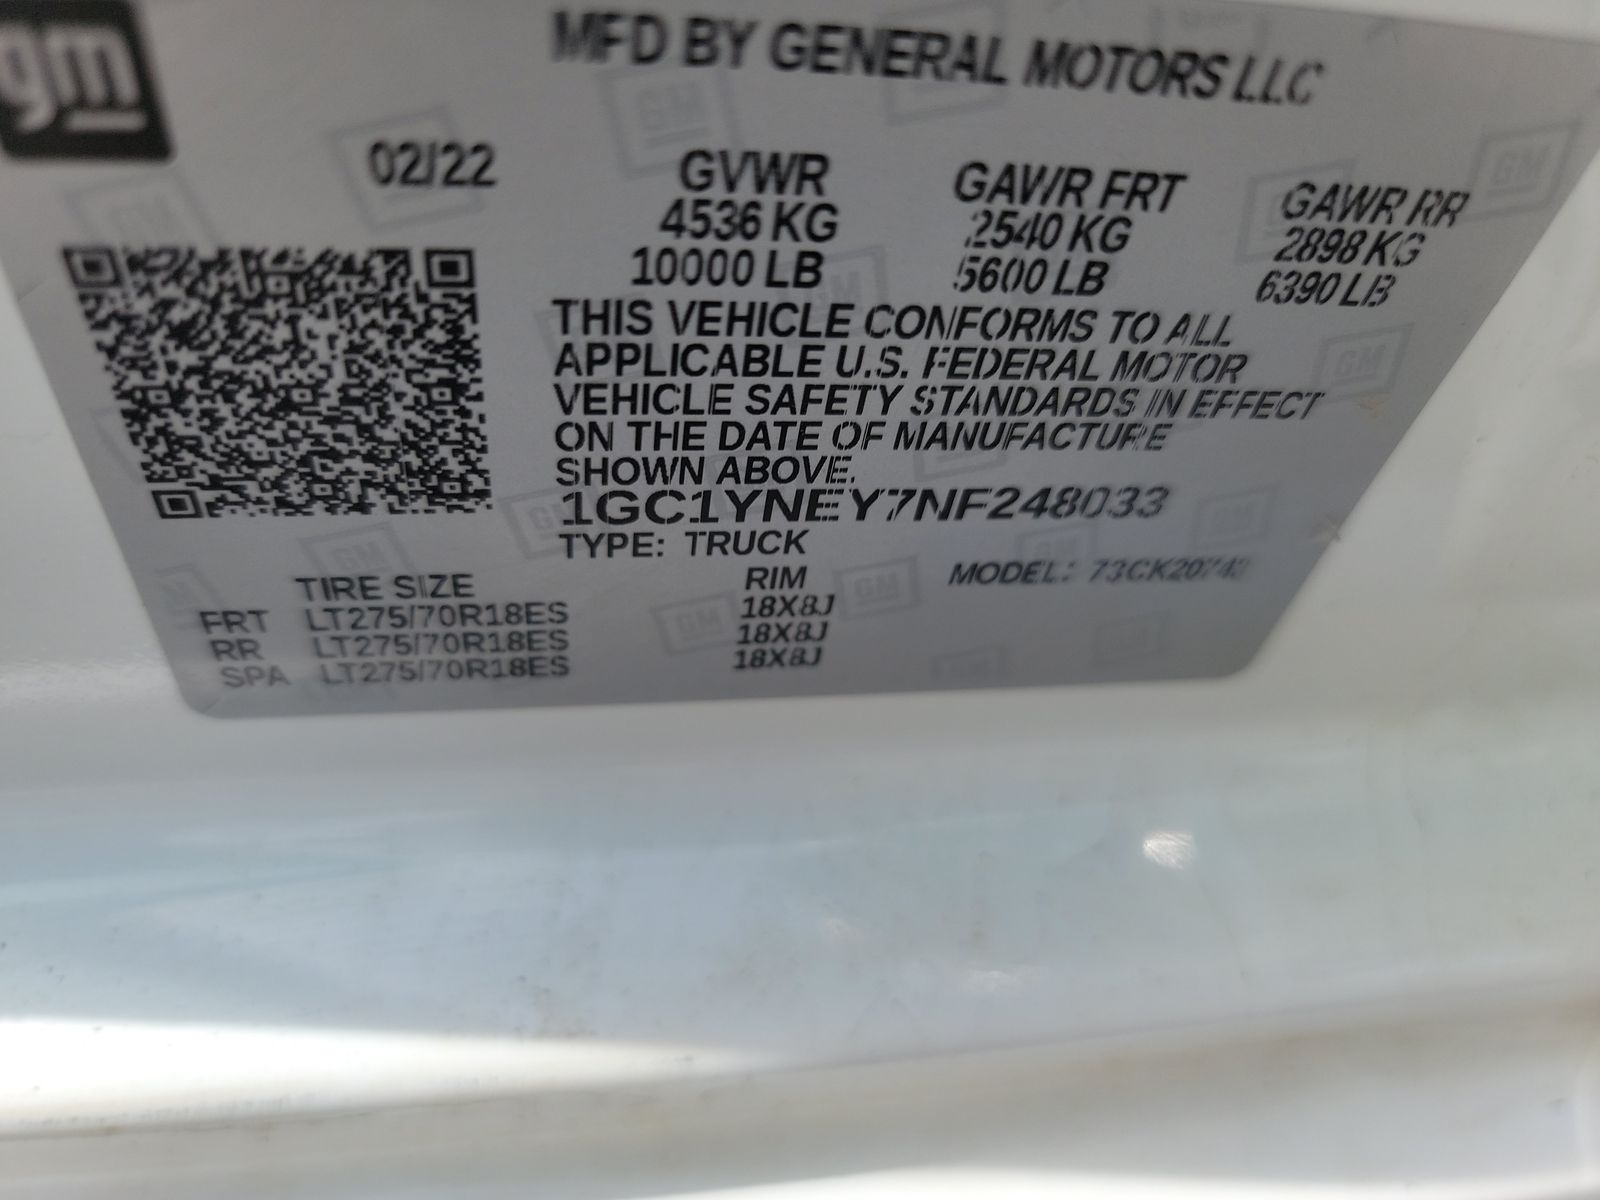 gm
MFD BY GENERAL MOTORS LLC
02/22
GVWR GAWR FRT GAWR RR
4536 KG 2540 KG 2898 KG
10000 LB 5600 LB 6390 LB
THIS VEHICLE CONFORMS TO ALL
APPLICABLE U.S. FEDERAL MOTOR
VEHICLE SAFETY STANDARDS IN EFFECT
ON THE DATE OF MANUFACTURE
SHOWN ABOVE.
1GC1YNEY7NF248033
TYPE: TRUCK
TIRE SIZE RIM MODEL: 73CK20743
FRT LT275/70R18ES 18X8J
RR LT275/70R18ES 18X8J
SPA LT275/70R18ES 18X8J